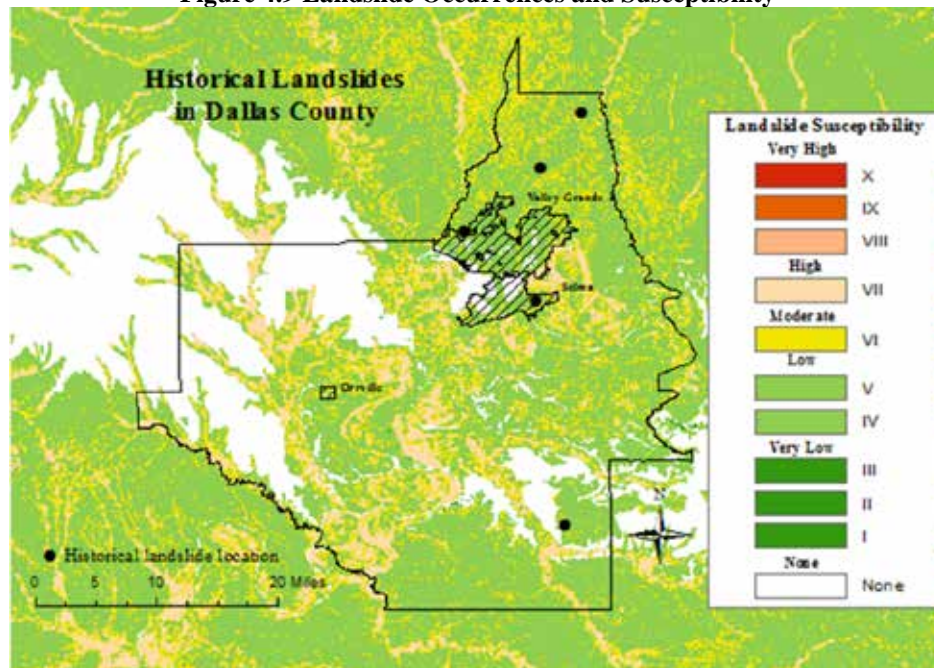 Figure 4.9 Landslide Occurrences and Susceptibility
Historical Landslides
in Dallas County
Valley Grande
Selma
Orrville
Historical landslide location
0 5 10 20 Miles
N
Landslide Susceptibility
Very High
X
IX
VIII
High
VII
Moderate
VI
Low
V
IV
Very Low
III
II
I
None
None